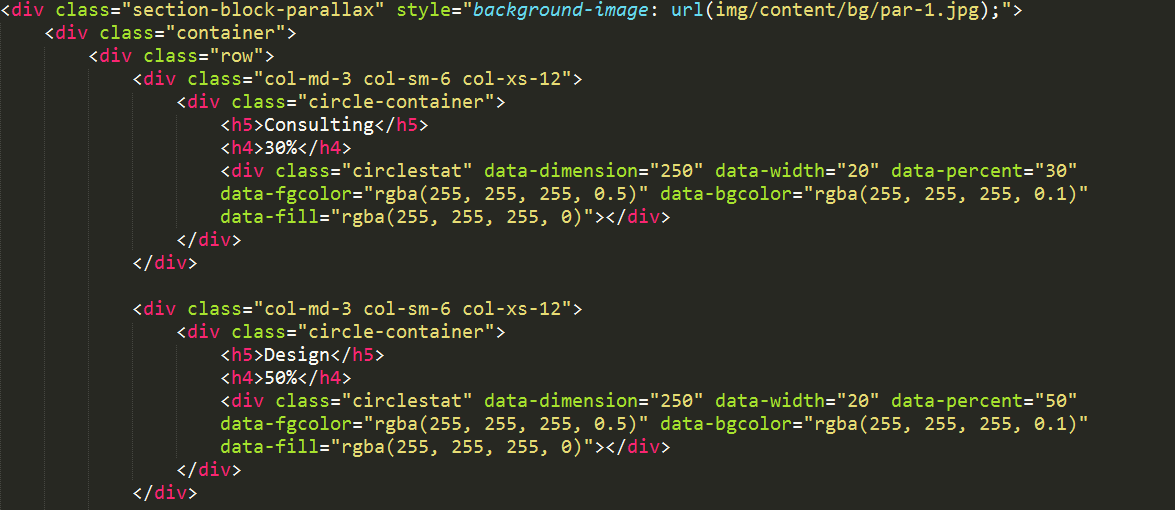 <div class="section-block-parallax" style="background-image: url(img/content/bg/par-1.jpg);">
<div class="container">
<div class="row">
<div class="col-md-3 col-sm-6 col-xs-12">
<div class="circle-container">
<h5>Consulting</h5>
<h4>30%</h4>
<div class="circlestat" data-dimension="250" data-width="20" data-percent="30"
data-fgcolor="rgba(255, 255, 255, 0.5)" data-bgcolor="rgba(255, 255, 255, 0.1)"
data-fill="rgba(255, 255, 255, 0)"></div>
</div>
</div>
<div class="col-md-3 col-sm-6 col-xs-12">
<div class="circle-container">
<h5>Design</h5>
<h4>50%</h4>
<div class="circlestat" data-dimension="250" data-width="20" data-percent="50"
data-fgcolor="rgba(255, 255, 255, 0.5)" data-bgcolor="rgba(255, 255, 255, 0.1)"
data-fill="rgba(255, 255, 255, 0)"></div>
</div>
</div>